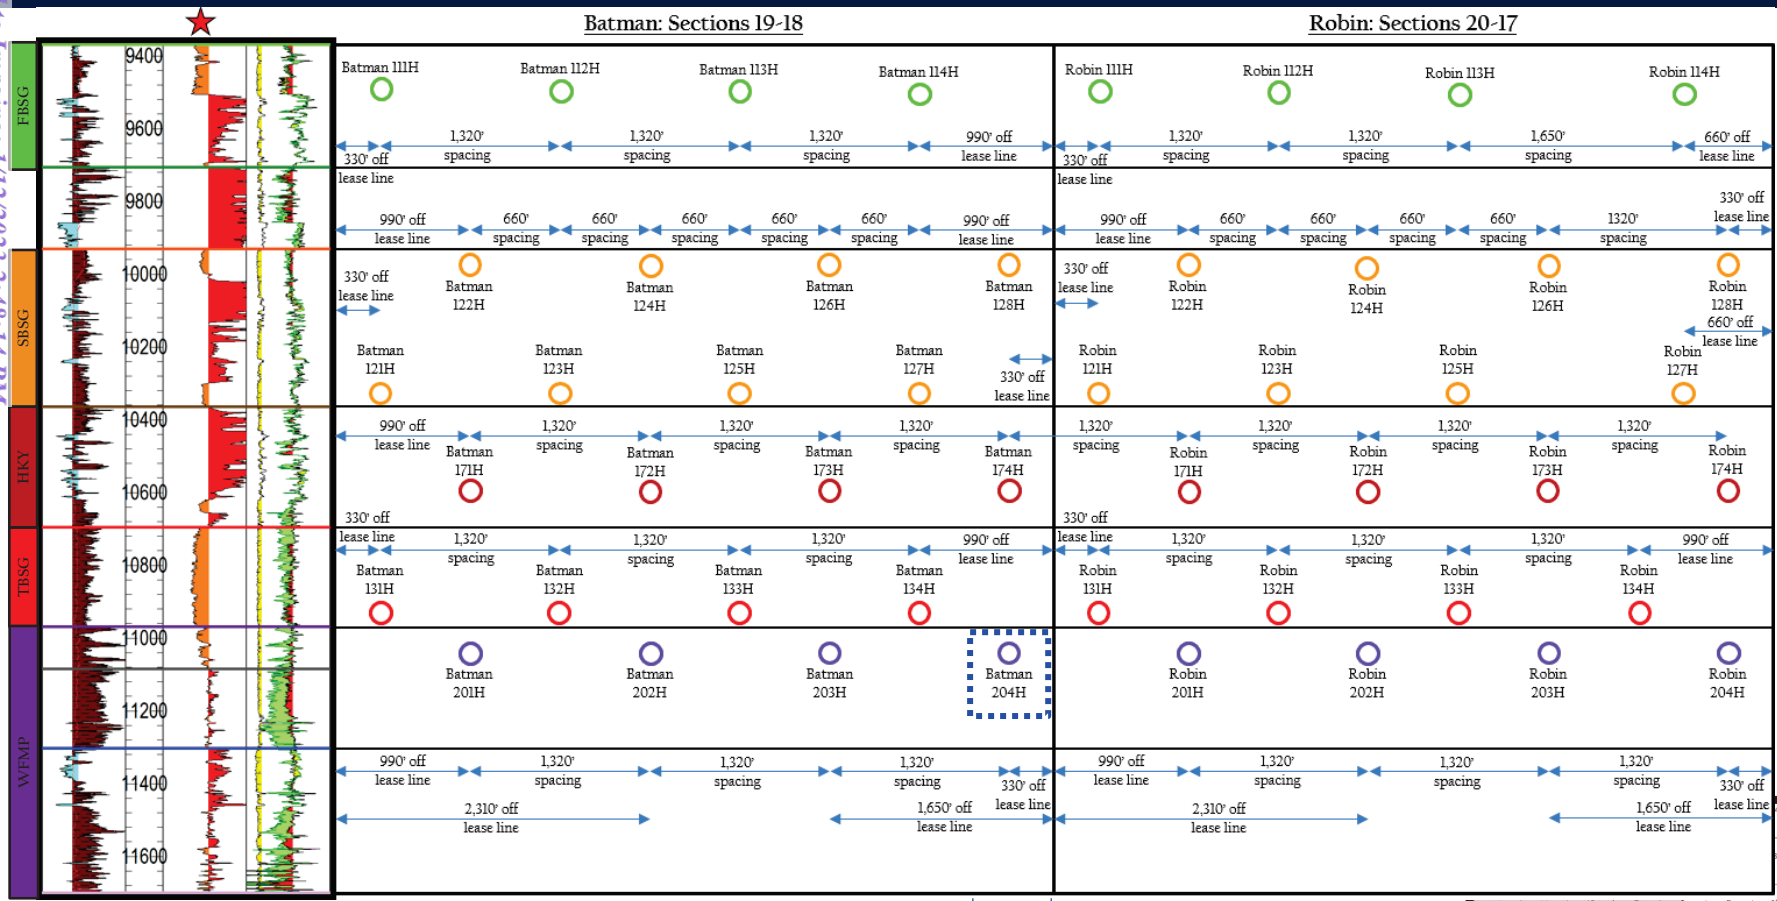 Batman: Sections 19-18
Robin: Sections 20-17
FBSG
SBSG
HKY
TBSG
WFMP
9400
9600
9800
10000
10200
10400
10600
10800
11000
11200
11400
11600
Batman 111H
Batman 112H
Batman 113H
Batman 114H
Robin 111H
Robin 112H
Robin 113H
Robin 114H
330' off
lease line
1,320'
spacing
1,320'
spacing
1,320'
spacing
990' off
lease line
330' off
lease line
1,320'
spacing
1,320'
spacing
1,650'
spacing
660' off
lease line
990' off
lease line
660'
spacing
660'
spacing
660'
spacing
660'
spacing
660'
spacing
990' off
lease line
990' off
lease line
660'
spacing
660'
spacing
660'
spacing
660'
spacing
1320'
spacing
330' off
lease line
330' off
lease line
Batman
122H
Batman
124H
Batman
126H
Batman
128H
330' off
lease line
Robin
122H
Robin
124H
Robin
126H
Robin
128H
660' off
lease line
Batman
121H
Batman
123H
Batman
125H
Batman
127H
330' off
lease line
Robin
121H
Robin
123H
Robin
125H
Robin
127H
990' off
lease line
1,320'
spacing
1,320'
spacing
1,320'
spacing
1,320'
spacing
1,320'
spacing
1,320'
spacing
1,320'
spacing
Batman
171H
Batman
172H
Batman
173H
Batman
174H
Robin
171H
Robin
172H
Robin
173H
Robin
174H
330' off
lease line
1,320'
spacing
1,320'
spacing
1,320'
spacing
990' off
lease line
330' off
lease line
1,320'
spacing
1,320'
spacing
1,320'
spacing
990' off
lease line
Batman
131H
Batman
132H
Batman
133H
Batman
134H
Robin
131H
Robin
132H
Robin
133H
Robin
134H
Batman
201H
Batman
202H
Batman
203H
Batman
204H
Robin
201H
Robin
202H
Robin
203H
Robin
204H
990' off
lease line
1,320'
spacing
1,320'
spacing
1,320'
spacing
330' off
lease line
990' off
lease line
1,320'
spacing
1,320'
spacing
1,320'
spacing
330' off
lease line
2,310' off
lease line
1,650' off
lease line
2,310' off
lease line
1,650' off
lease line